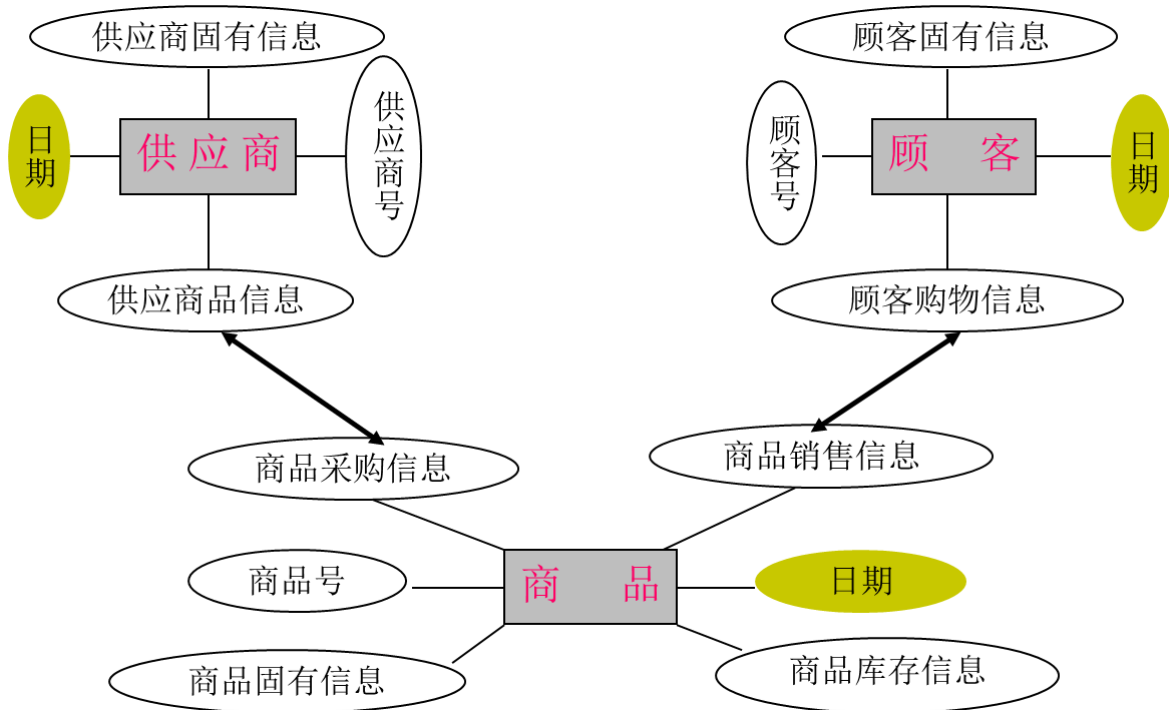 供应商固有信息
顾客固有信息
日期
供应商
供应商号
顾客号
顾 客
日期
供应商品信息
顾客购物信息
商品采购信息
商品销售信息
商品号
商 品
日期
商品固有信息
商品库存信息